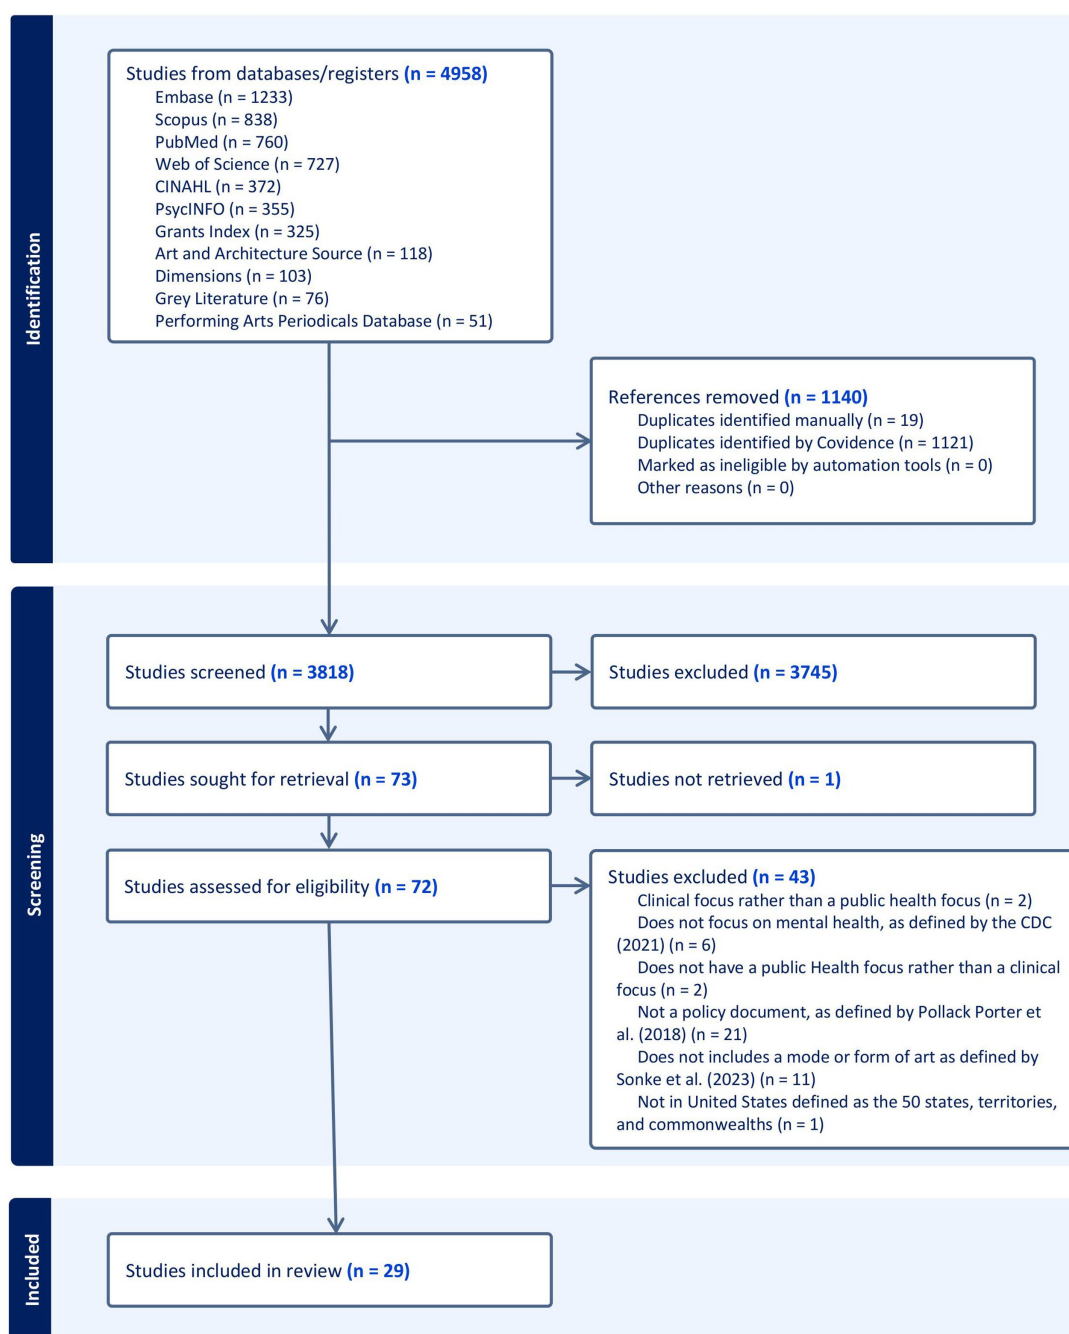 Identification
Studies from databases/registers (n = 4958)
Embase (n = 1233)
Scopus (n = 838)
PubMed (n = 760)
Web of Science (n = 727)
CINAHL (n = 372)
PsycINFO (n = 355)
Grants Index (n = 325)
Art and Architecture Source (n = 118)
Dimensions (n = 103)
Grey Literature (n = 76)
Performing Arts Periodicals Database (n = 51)
References removed (n = 1140)
Duplicates identified manually (n = 19)
Duplicates identified by Covidence (n = 1121)
Marked as ineligible by automation tools (n = 0)
Other reasons (n = 0)
Screening
Studies screened (n = 3818)
Studies excluded (n = 3745)
Studies sought for retrieval (n = 73)
Studies not retrieved (n = 1)
Studies assessed for eligibility (n = 72)
Studies excluded (n = 43)
Clinical focus rather than a public health focus (n = 2)
Does not focus on mental health, as defined by the CDC
(2021) (n = 6)
Does not have a public Health focus rather than a clinical
focus (n = 2)
Not a policy document, as defined by Pollack Porter et
al. (2018) (n = 21)
Does not includes a mode or form of art as defined by
Sonke et al. (2023) (n = 11)
Not in United States defined as the 50 states, territories,
and commonwealths (n = 1)
Included
Studies included in review (n = 29)